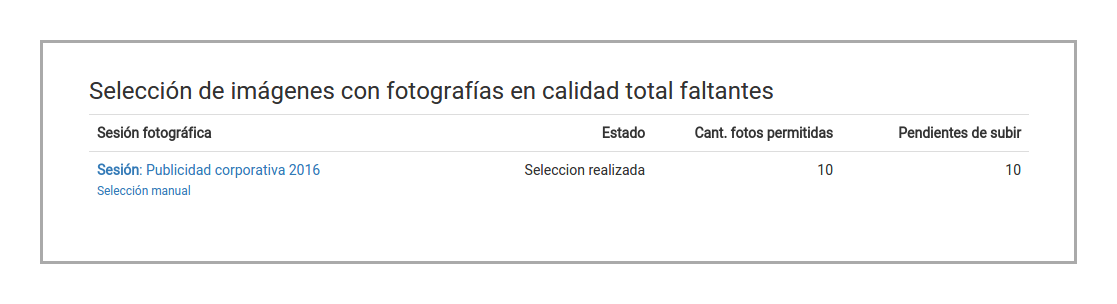 Selección de imágenes con fotografías en calidad total faltantes
Sesión fotográfica Estado Cant. fotos permitidas Pendientes de subir
Sesión: Publicidad corporativa 2016 Seleccion realizada 10 10
Selección manual